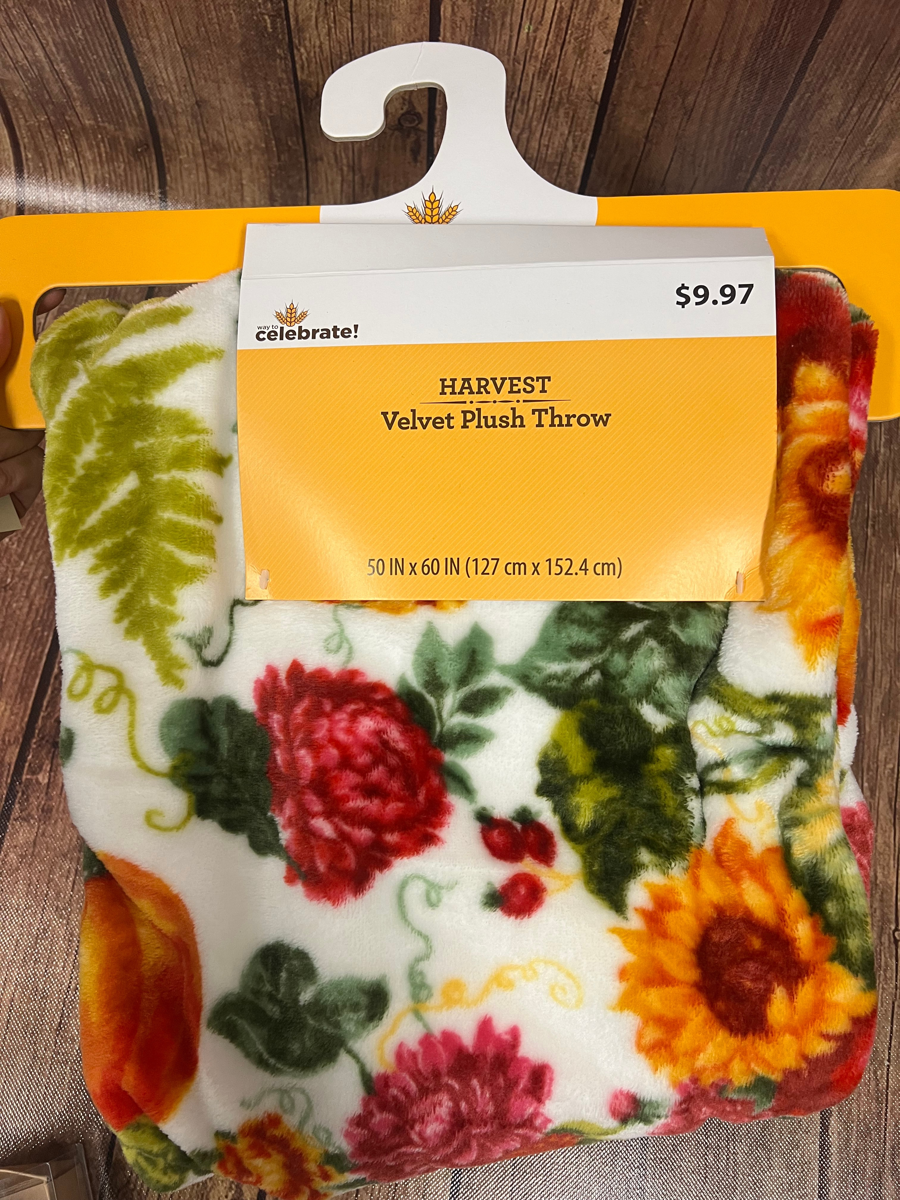 $9.97
way to
celebrate!
HARVEST
Velvet Plush Throw
50 IN x 60 IN (127 cm x 152.4 cm)